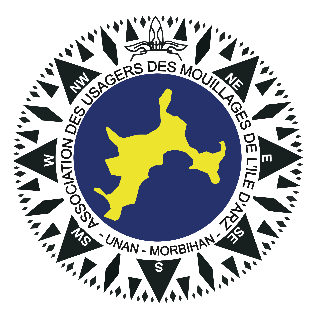 ASSOCIATION DES USAGERS DES MOUILLAGES DE L'ILE D'ARZ
- UNAN - MORBIHAN -
NW
NE
W
E
SW
SE
S